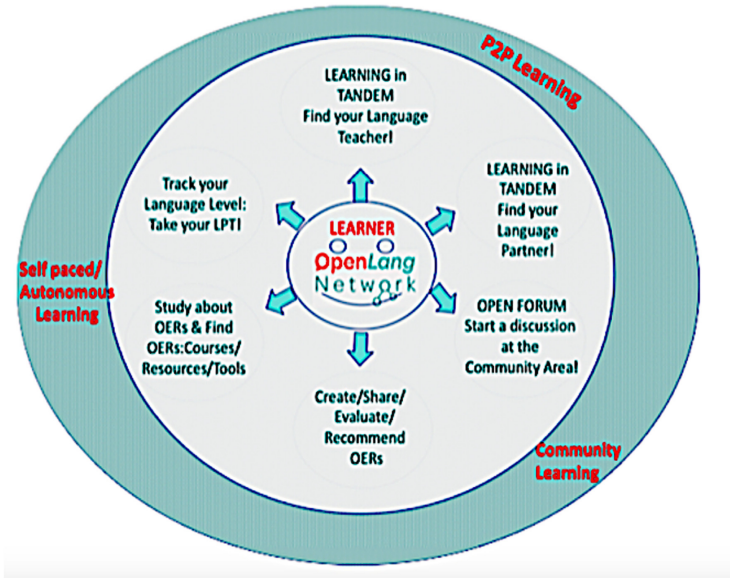 P2P Learning
LEARNING in
TANDEM
Find your Language
Teacher!
Track your
Language Level:
Take your LPT!
LEARNING in
TANDEM
Find your
Language
Partner!
LEARNER
OpenLang
Network
Self paced/
Autonomous
Learning
Study about
OERs & Find
OERs:Courses/
Resources/Tools
OPEN FORUM
Start a discussion
at the
Community Area!
Create/Share/
Evaluate/
Recommend
OERs
Community
Learning